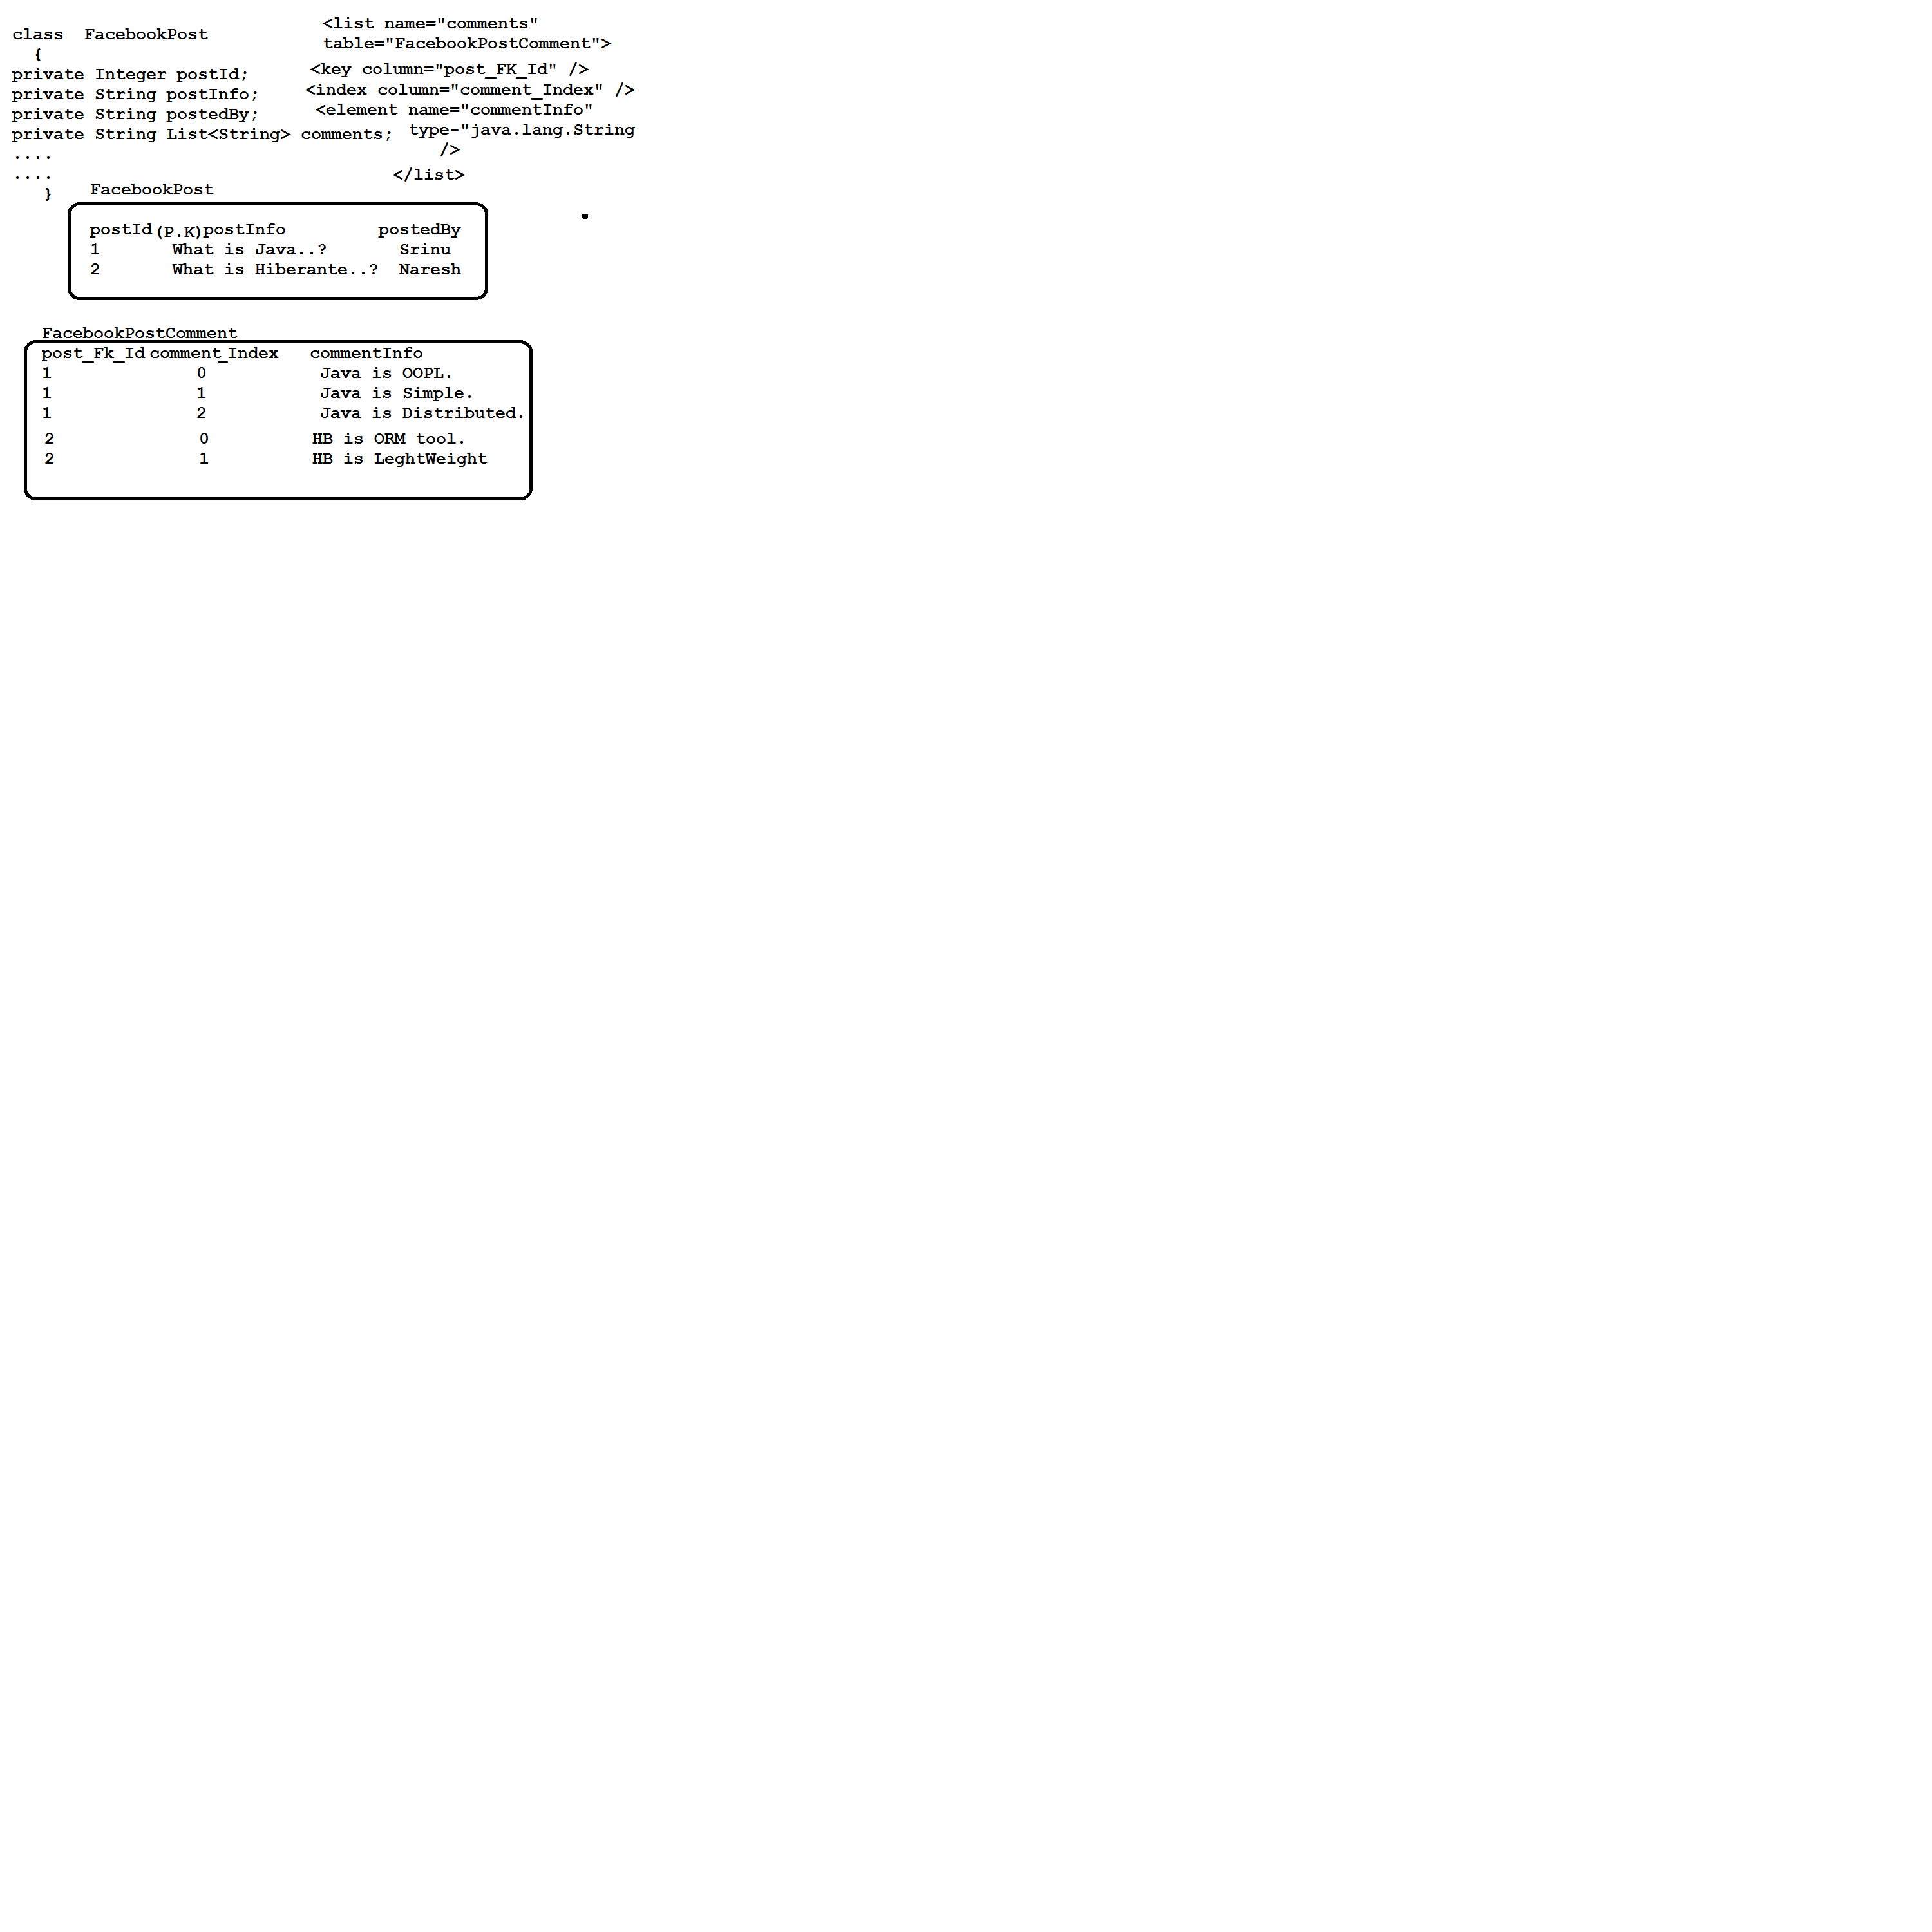 class  FacebookPost
{
private Integer postId;
private String postInfo;
private String postedBy;
private String List<String> comments;
....
....
}
<list name="comments"
table="FacebookPostComment">
<key column="post_FK_Id" />
<index column="comment_Index" />
<element name="commentInfo"
type-"java.lang.String
/>
</list>
FacebookPost
postId(P.K)postInfo postedBy
1 What is Java..? Srinu
2 What is Hiberante..? Naresh
FacebookPostComment
post_Fk_Id comment_Index commentInfo
1 0 Java is OOPL.
1 1 Java is Simple.
1 2 Java is Distributed.
2 0 HB is ORM tool.
2 1 HB is LeghtWeight